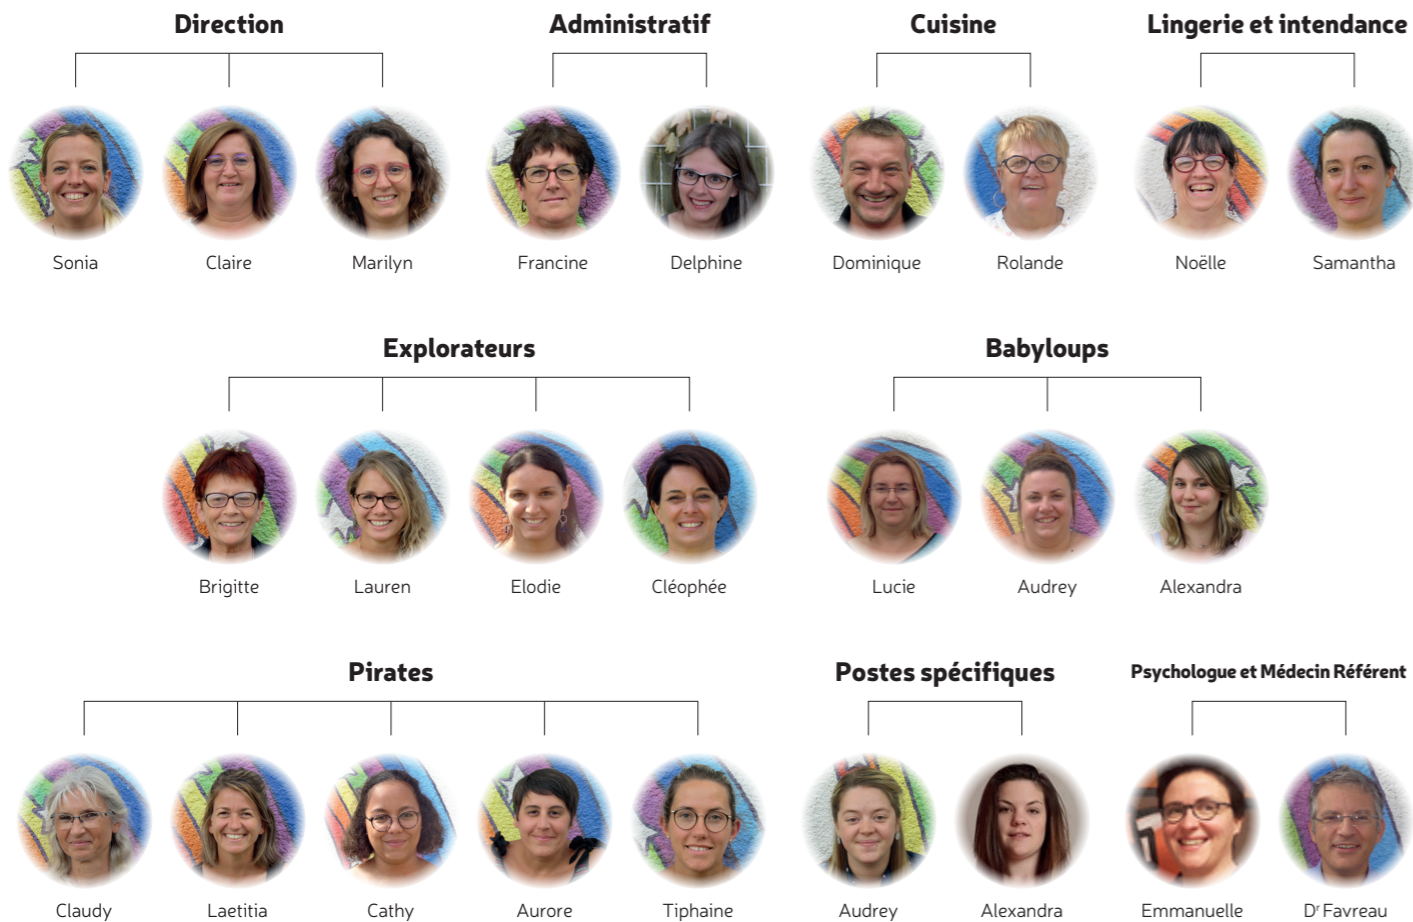 Direction
Administratif
Cuisine
Lingerie et intendance
Sonia
Claire
Marilyn
Francine
Delphine
Dominique
Rolande
Noëlle
Samantha
Explorateurs
Babyloups
Brigitte
Lauren
Elodie
Cléophée
Lucie
Audrey
Alexandra
Pirates
Postes spécifiques
Psychologue et Médecin Référent
Claudy
Laetitia
Cathy
Aurore
Tiphaine
Audrey
Alexandra
Emmanuelle
Dʳ Favreau